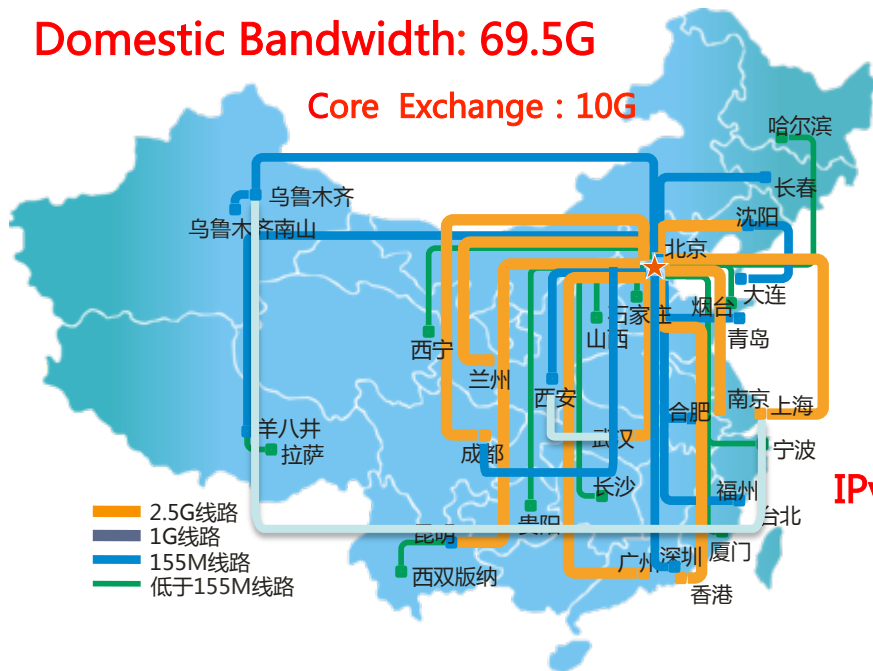 Domestic Bandwidth: 69.5G
Core Exchange : 10G
哈尔滨
长春
乌鲁木齐
沈阳
乌鲁木齐南山
北京
大连
烟台
石家庄
青岛
山西
西宁
兰州
西安
南京
上海
合肥
羊八井
武汉
宁波
拉萨
成都
长沙
福州
IPv
贵阳
台北
2.5G线路
昆明
1G线路
厦门
155M线路
广州
深圳
西双版纳
低于155M线路
香港